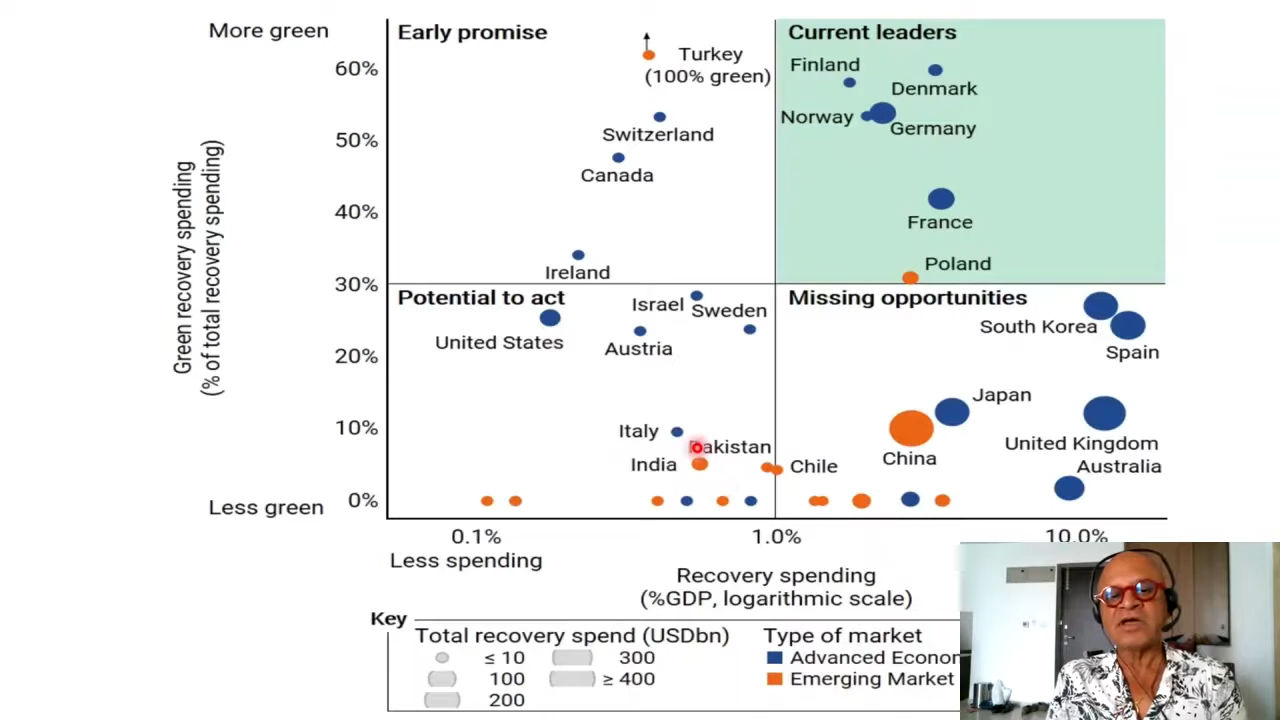 More green
Early promise
Current leaders
Turkey
(100% green)
Finland
Denmark
60%
Switzerland
Norway
Germany
50%
Canada
40%
France
Ireland
Poland
30%
Green recovery spending
(% of total recovery spending)
Potential to act
Missing opportunities
Israel
Sweden
South Korea
United States
Austria
Spain
20%
Japan
10%
Italy
Pakistan
United Kingdom
India
Chile
China
Australia
0%
Less green
0.1%
1.0%
10.0%
Less spending
Recovery spending
(%GDP, logarithmic scale)
Key
Total recovery spend (USDbn)
Type of market
≤ 10
300
Advanced Econom
100
≥ 400
Emerging Market
200